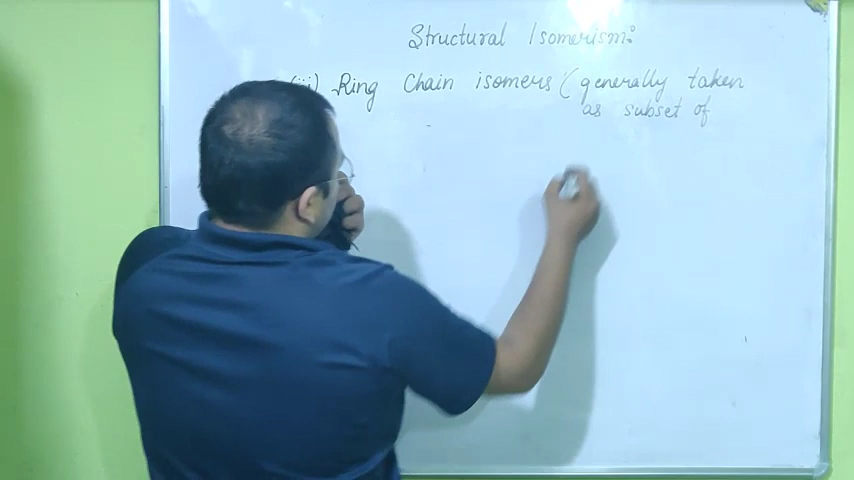 Structural Isomerism:
(iii) Ring Chain isomers (generally taken
as subset of